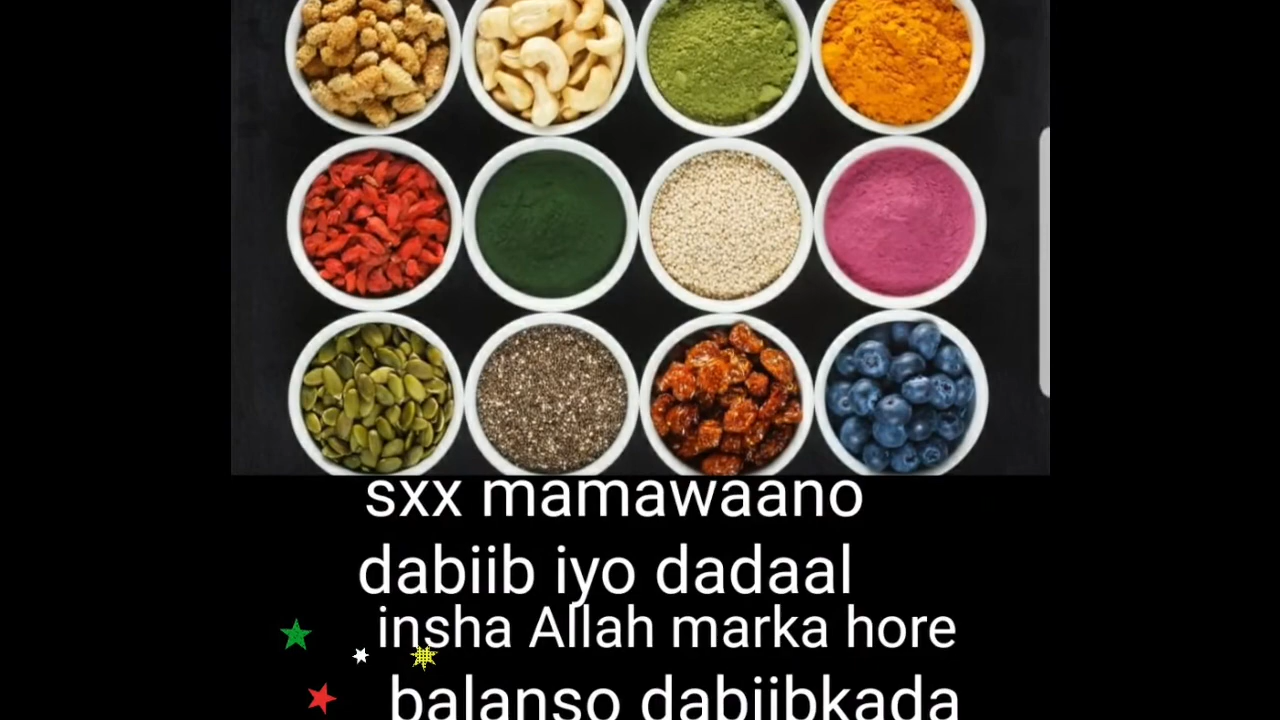 sxx mamawaano
dabiib iyo dadaal
insha Allah marka hore
balanso dabiibkada